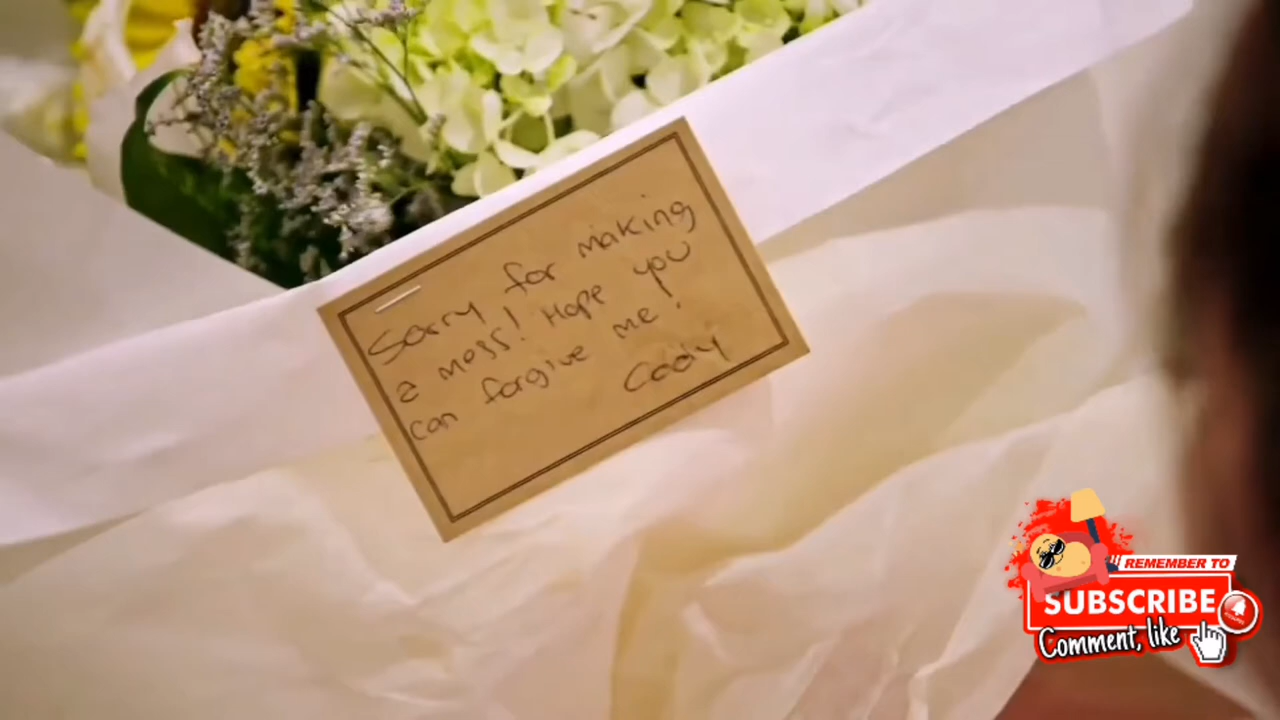 Sorry for making
a mess! Hope you
can forgive me!
Cody
REMEMBER TO
SUBSCRIBE
Comment, like